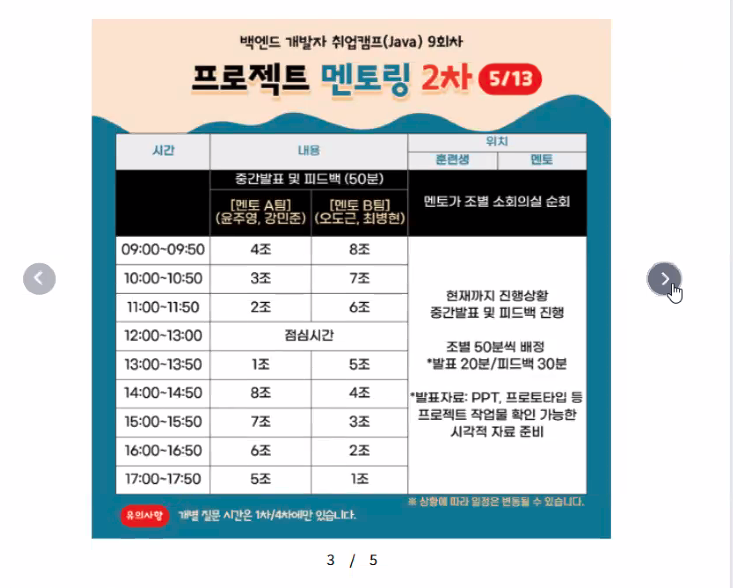 백엔드 개발자 취업캠프(Java) 9회차
프로젝트 멘토링 2차 5/13
시간 내용 위치
훈련생 멘토
중간발표 및 피드백 (50분)
[멘토 A팀] [멘토 B팀] 멘토가 조별 소회의실 순회
(윤주영, 강민준) (오도근, 최병현)
09:00~09:50 4조 8조
10:00~10:50 3조 7조
11:00~11:50 2조 6조
12:00~13:00 점심시간
13:00~13:50 1조 5조
14:00~14:50 8조 4조
15:00~15:50 7조 3조
16:00~16:50 6조 2조
17:00~17:50 5조 1조
현재까지 진행상황
중간발표 및 피드백 진행
조별 50분씩 배정
*발표 20분/피드백 30분
*발표자료: PPT, 프로토타입 등
프로젝트 작업물 확인 가능한
시각적 자료 준비
※ 상황에 따라 일정은 변동될 수 있습니다.
유의사항 개별 질문 시간은 1차/4차에만 있습니다.
3 / 5